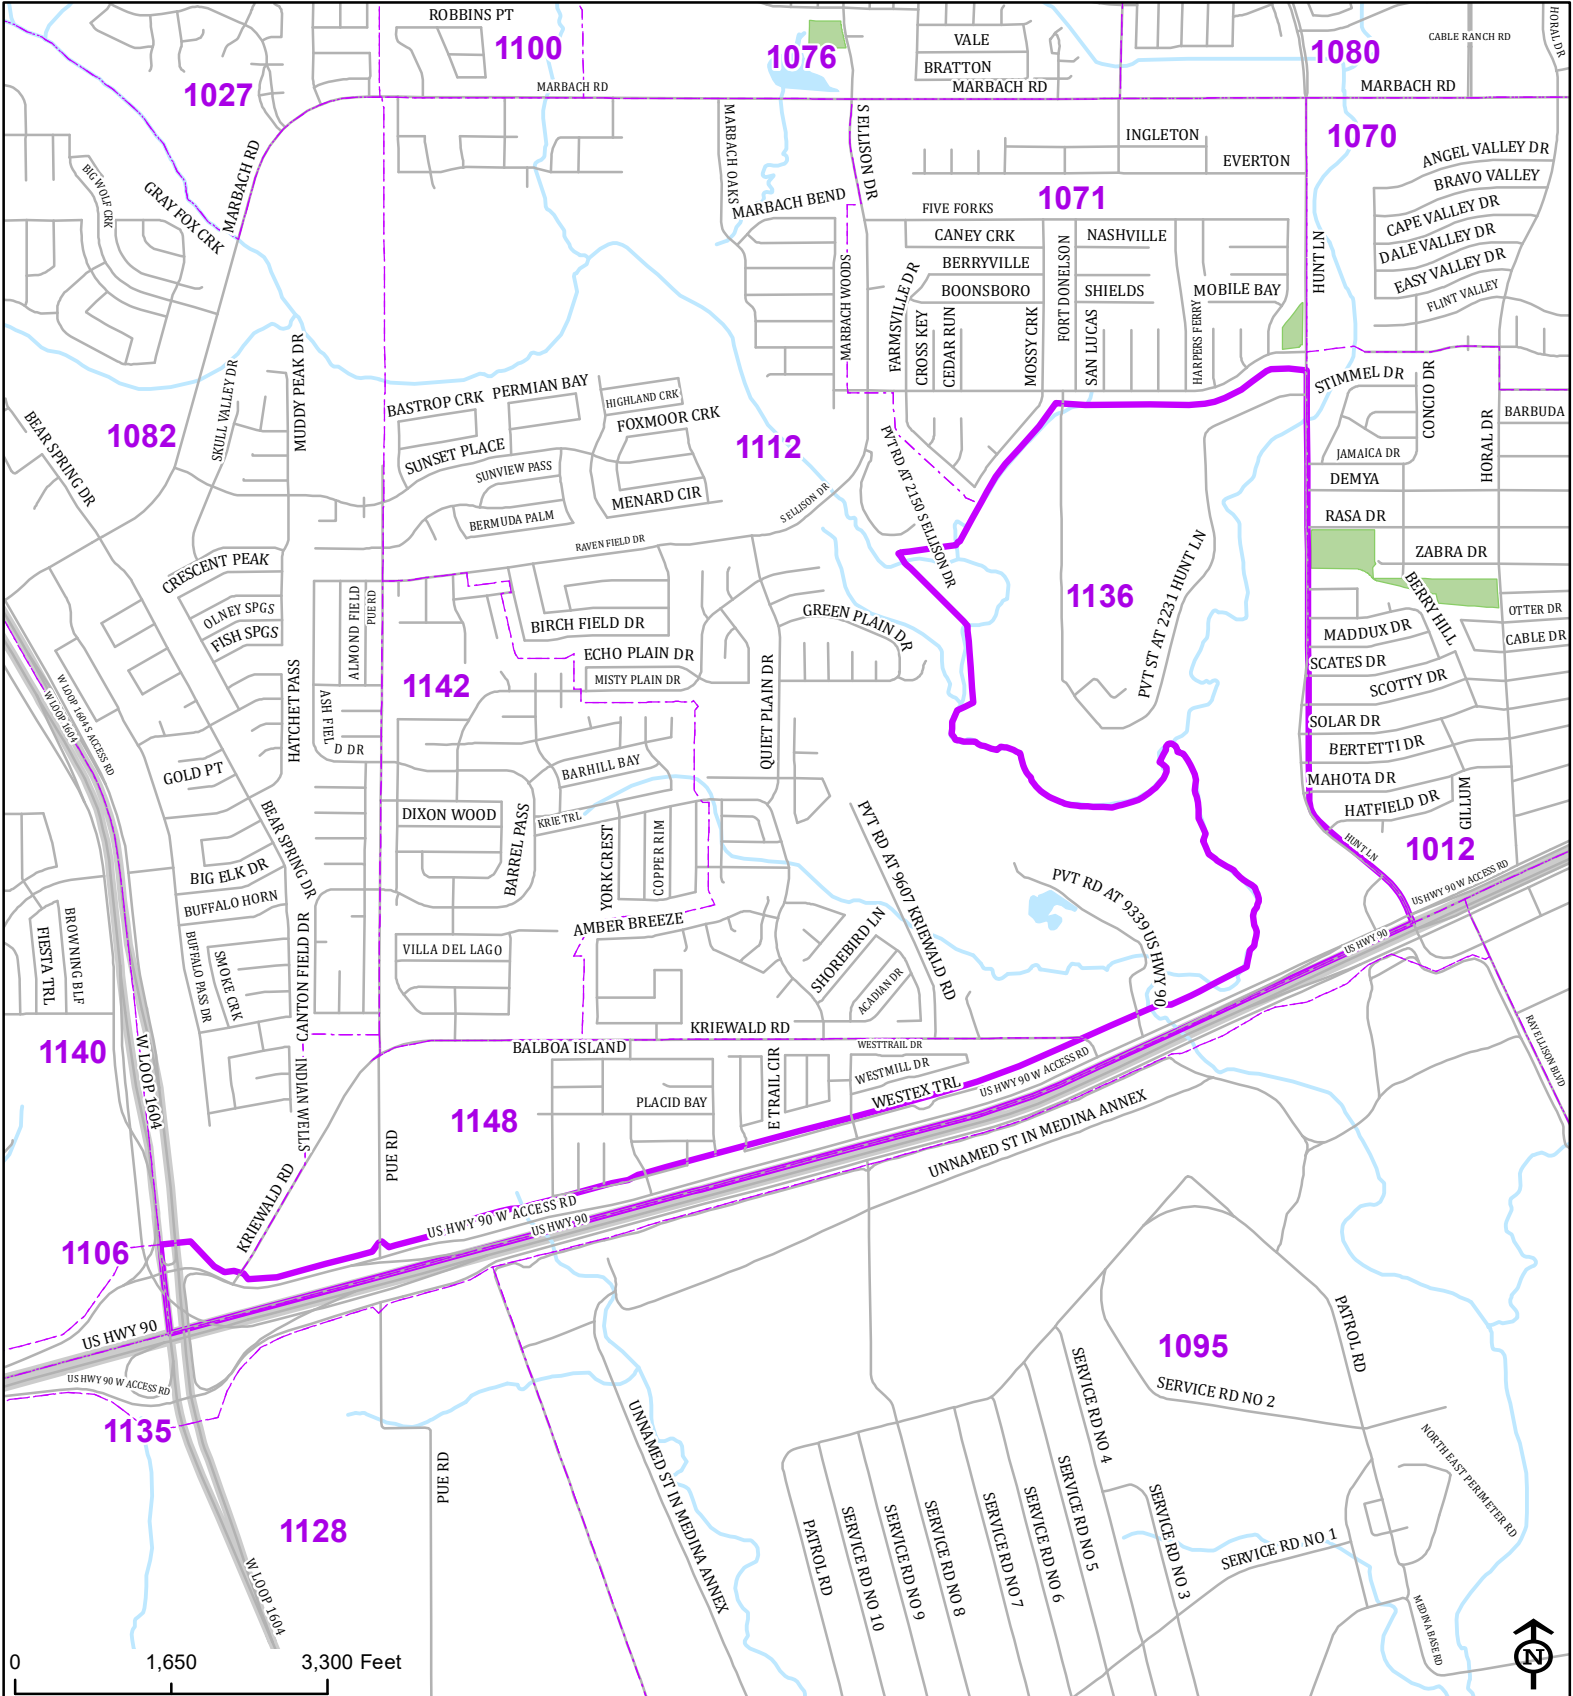 ROBBINS PT
1100
1076
VALE
BRATTON
MARBACH RD
MARBACH RD
1080
CABLE RANCH RD
HORAL DR
MARBACH RD
1027
MARBACH RD
GRAY FOX CRK
BIG WOLF CRK
MARBACH OAKS
S ELLISON DR
INGLETON
EVERTON
1070
ANGEL VALLEY DR
BRAVO VALLEY
CAPE VALLEY DR
DALE VALLEY DR
EASY VALLEY DR
FLINT VALLEY
1071
MARBACH BEND
FIVE FORKS
CANEY CRK
NASHVILLE
BERRYVILLE
BOONSBORO
SHIELDS
MOBILE BAY
HUNT LN
MARBACH WOODS
FARMSVILLE DR
CROSS KEY
CEDAR RUN
MOSSY CRK
FORT DONELSON
SAN LUCAS
HARPERS FERRY
STIMMEL DR
CONCIO DR
HORAL DR
BARBUDA
JAMAICA DR
DEMYA
RASA DR
ZABRA DR
BERRY HILL
OTTER DR
CABLE DR
MADDUX DR
SCATES DR
SCOTTY DR
SOLAR DR
BERTETTI DR
MAHOTA DR
HATFIELD DR
GILLUM
HUNT LN
1012
US HWY 90 W ACCESS RD
US HWY 90
1082
SKULL VALLEY DR
MUDDY PEAK DR
BEAR SPRING DR
BASTROP CRK
PERMIAN BAY
HIGHLAND CRK
FOXMOOR CRK
SUNSET PLACE
SUNVIEW PASS
MENARD CIR
BERMUDA PALM
1112
S ELLISON DR
RAVEN FIELD DR
PVT RD AT 2150 S ELLISON DR
1136
PVT ST AT 2231 HUNT LN
CRESCENT PEAK
OLNEY SPGS
FISH SPGS
ALMOND FIELD
PUE RD
BIRCH FIELD DR
ECHO PLAIN DR
MISTY PLAIN DR
GREEN PLAIN DR
QUIET PLAIN DR
1142
HATCHET PASS
ASH FIEL
D DR
W LOOP 1604 S ACCESS RD
W LOOP 1604
GOLD PT
BEAR SPRING DR
BARHILL BAY
DIXON WOOD
BARREL PASS
KRIE TRL
YORK CREST
COPPER RIM
AMBER BREEZE
VILLA DEL LAGO
BIG ELK DR
BUFFALO HORN
BUFFALO PASS DR
SMOKE CRK
CANTON FIELD DR
FIESTA TRL
BROWNING BLF
PVT RD AT 9607 KRIEWALD RD
PVT RD AT 9339 US HWY 90
SHOREBIRD LN
ACADIAN DR
KRIEWALD RD
BALBOA ISLAND
WESTTRAIL DR
WESTMILL DR
WESTEX TRL
US HWY 90 W ACCESS RD
E TRAIL CIR
PLACID BAY
1140
W LOOP 1604
INDIAN WELLS
1148
PUE RD
KRIEWALD RD
RAY ELLISON BLVD
UNNAMED ST IN MEDINA ANNEX
US HWY 90 W ACCESS RD
US HWY 90
1106
US HWY 90
US HWY 90 W ACCESS RD
1135
1095
PATROL RD
SERVICE RD NO 2
SERVICE RD NO 4
NORTH EAST PERIMETER RD
PUE RD
UNNAMED ST IN MEDINA ANNEX
1128
W LOOP 1604
PATROL RD
SERVICE RD NO 10
SERVICE RD NO 9
SERVICE RD NO 8
SERVICE RD NO 7
SERVICE RD NO 6
SERVICE RD NO 5
SERVICE RD NO 3
SERVICE RD NO 1
MEDINA BASE RD
0 1,650 3,300 Feet
N